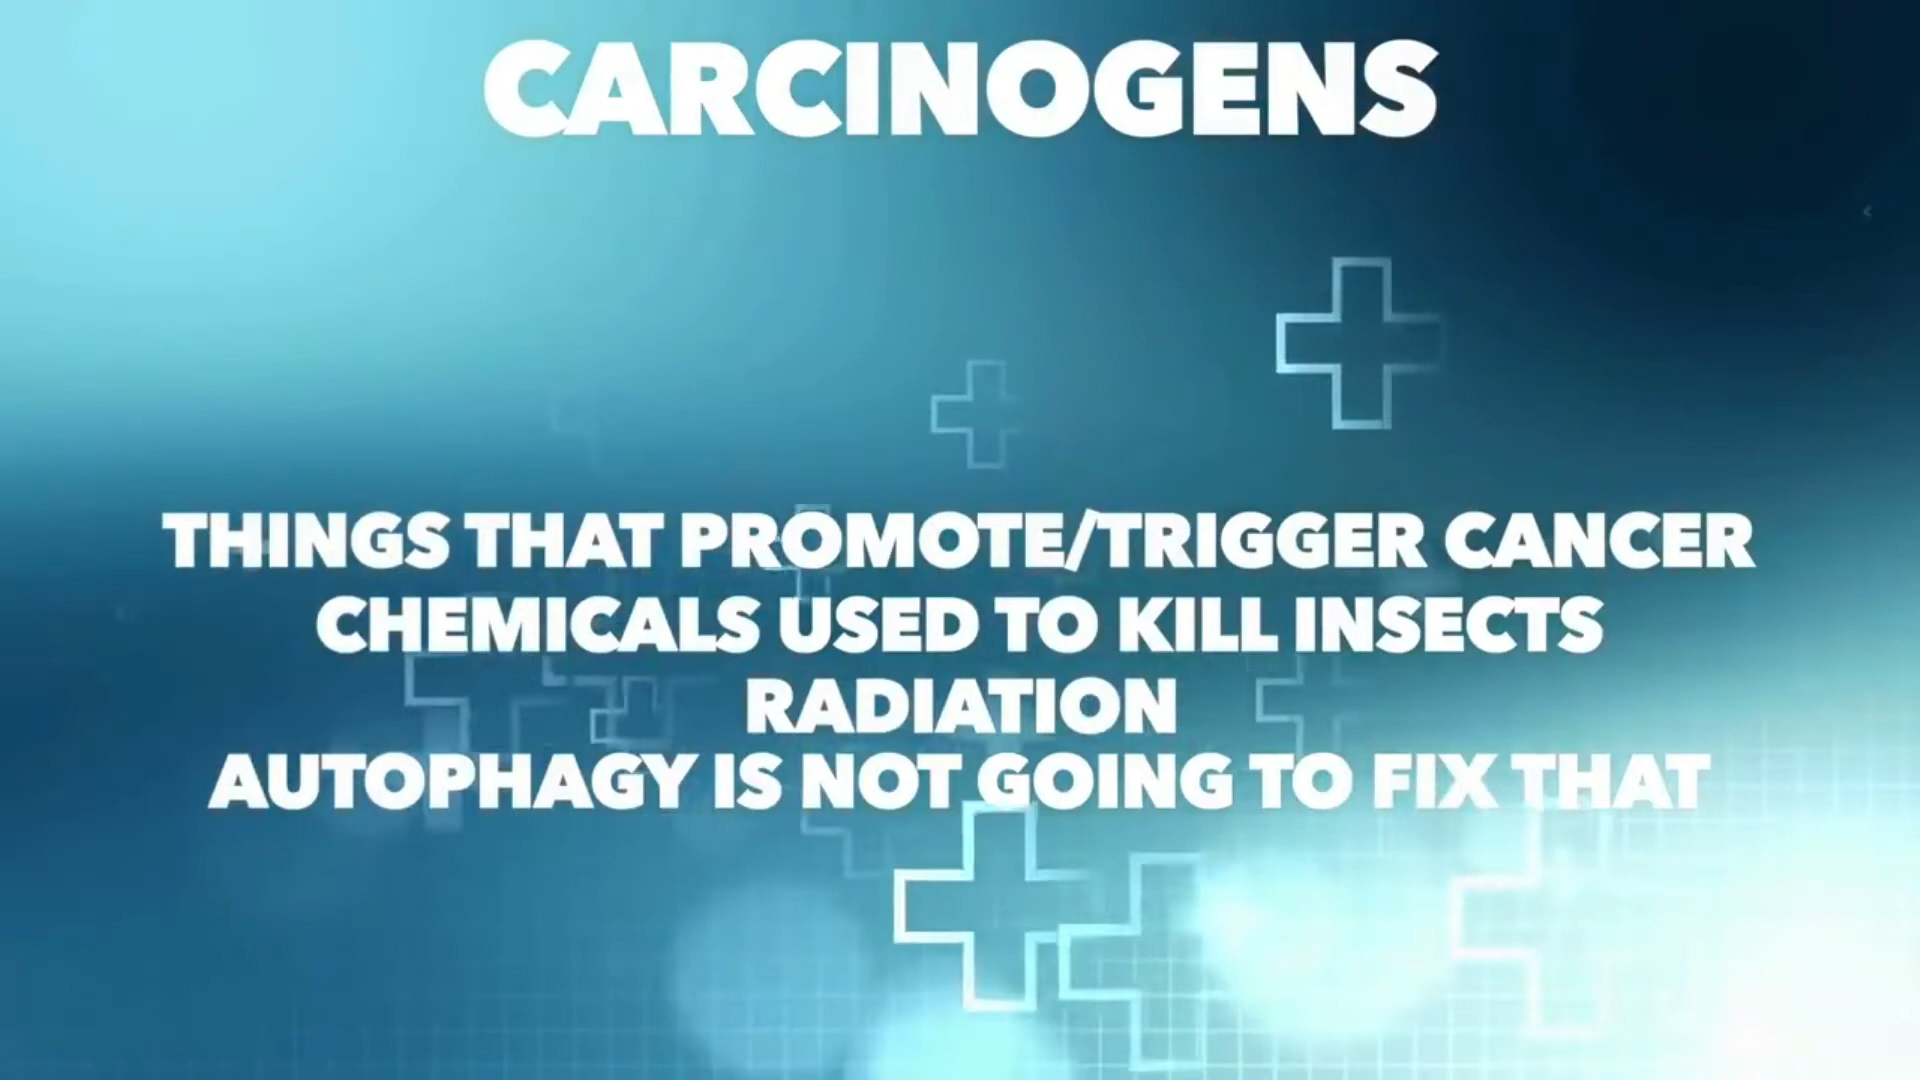 CARCINOGENS
THINGS THAT PROMOTE/TRIGGER CANCER
CHEMICALS USED TO KILL INSECTS
RADIATION
AUTOPHAGY IS NOT GOING TO FIX THAT